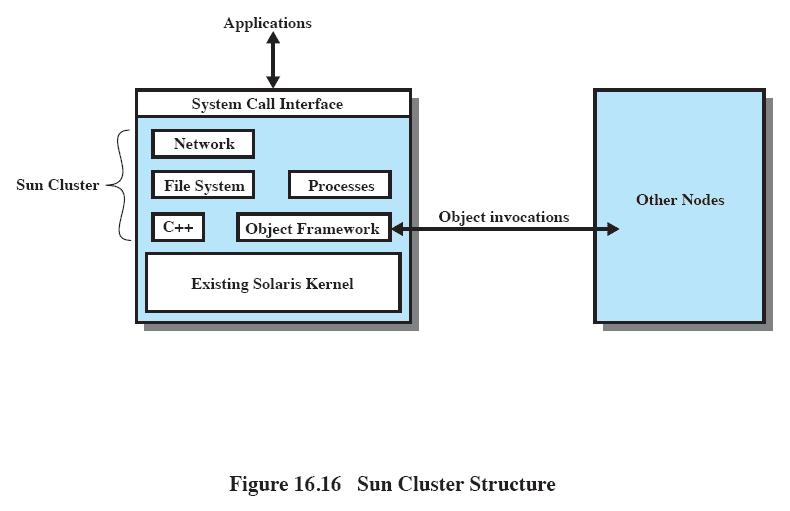 Applications
System Call Interface
Network
Sun Cluster
File System
Processes
C++
Object Framework
Existing Solaris Kernel
Object invocations
Other Nodes
Figure 16.16 Sun Cluster Structure